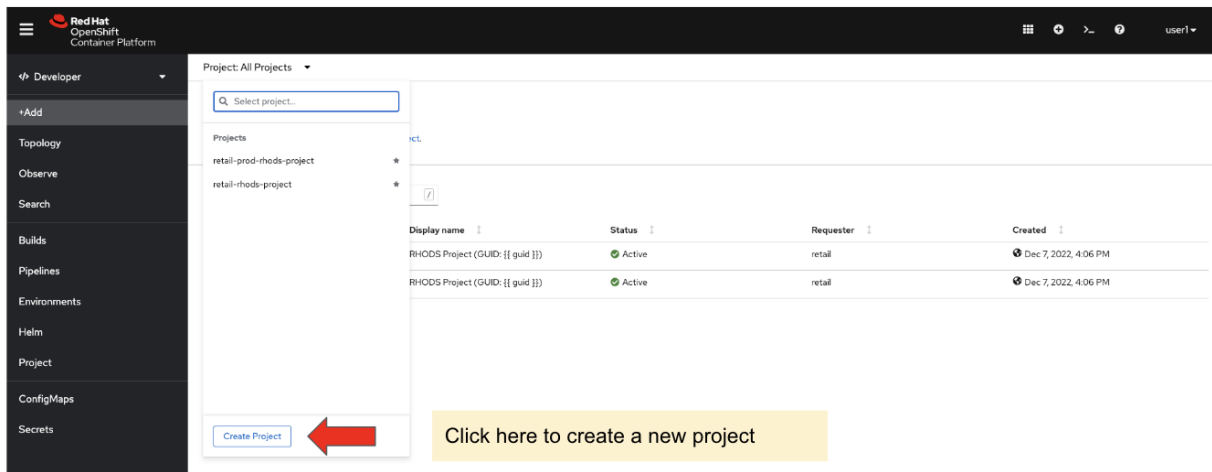 Red Hat
OpenShift
Container Platform
user1
Developer
+Add
Topology
Observe
Search
Builds
Pipelines
Environments
Helm
Project
ConfigMaps
Secrets
Project: All Projects
Select project...
Projects
retail-prod-rhods-project
retail-rhods-project
Create Project
ect.
/
Display name Status Requester Created
RHODS Project (GUID: {{ guid }}) Active retail Dec 7, 2022, 4:06 PM
RHODS Project (GUID: {{ guid }}) Active retail Dec 7, 2022, 4:06 PM
Click here to create a new project